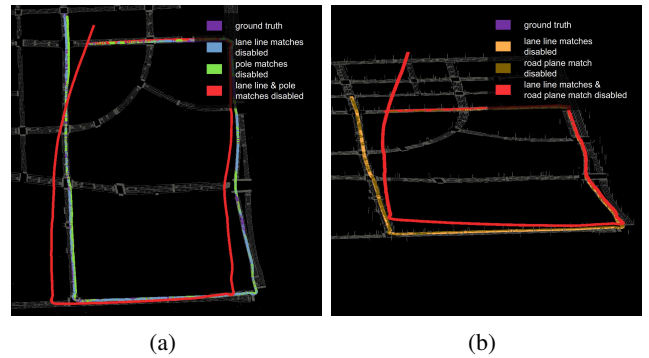 ground truth
lane line matches
disabled
pole matches
disabled
lane line & pole
matches disabled
ground truth
lane line matches
disabled
road plane match
disabled
lane line matches &
road plane match disabled
(a)
(b)